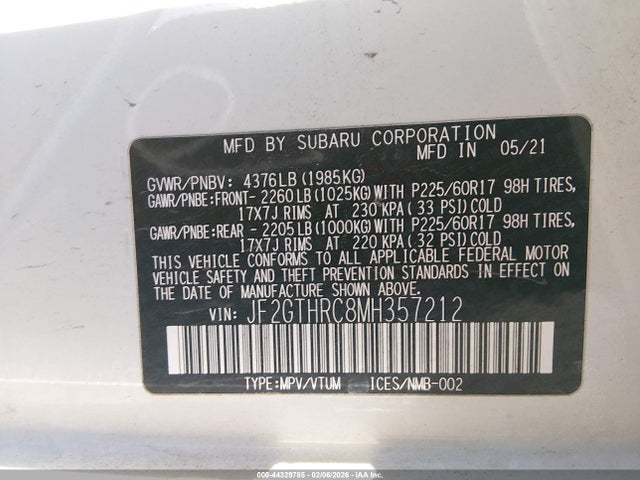 MFD BY SUBARU CORPORATION
MFD IN 05/21
GVWR/PNBV: 4376LB(1985KG)
GAWR/PNBE:FRONT- 2260LB(1025KG)WITH P225/60R17 98H TIRES,
17X7J RIMS AT 230 KPA(33 PSI)COLD
GAWR/PNBE:REAR - 2205LB(1000KG)WITH P225/60R17 98H TIRES,
17X7J RIMS AT 220 KPA(32 PSI)COLD
THIS VEHICLE CONFORMS TO ALL APPLICABLE FEDERAL MOTOR
VEHICLE SAFETY AND THEFT PREVENTION STANDARDS IN EFFECT ON
THE DATE OF MANUFACTURE SHOWN ABOVE.
VIN: JF2GTHRC8MH357212
TYPE:MPV/VTUM ICES/NMB-002
000-44329785 - 02/06/2026 - IAAI.COM